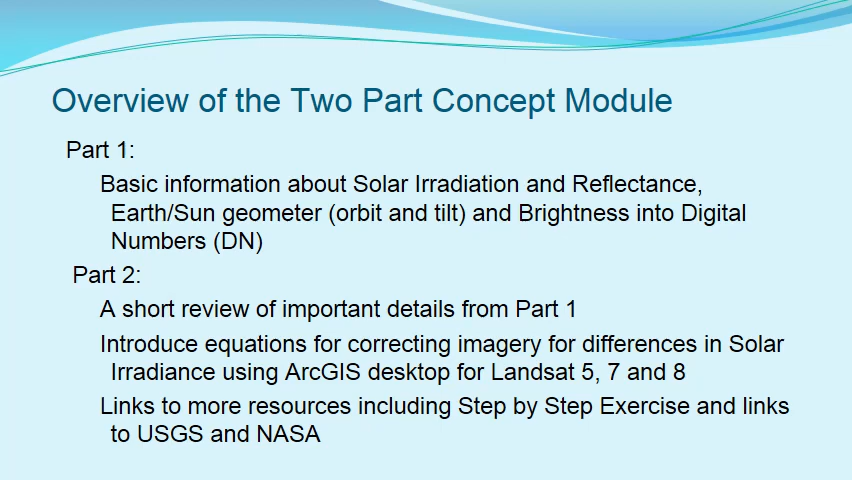 Overview of the Two Part Concept Module
Part 1:
Basic information about Solar Irradiation and Reflectance,
Earth/Sun geometer (orbit and tilt) and Brightness into Digital
Numbers (DN)
Part 2:
A short review of important details from Part 1
Introduce equations for correcting imagery for differences in Solar
Irradiance using ArcGIS desktop for Landsat 5, 7 and 8
Links to more resources including Step by Step Exercise and links
to USGS and NASA